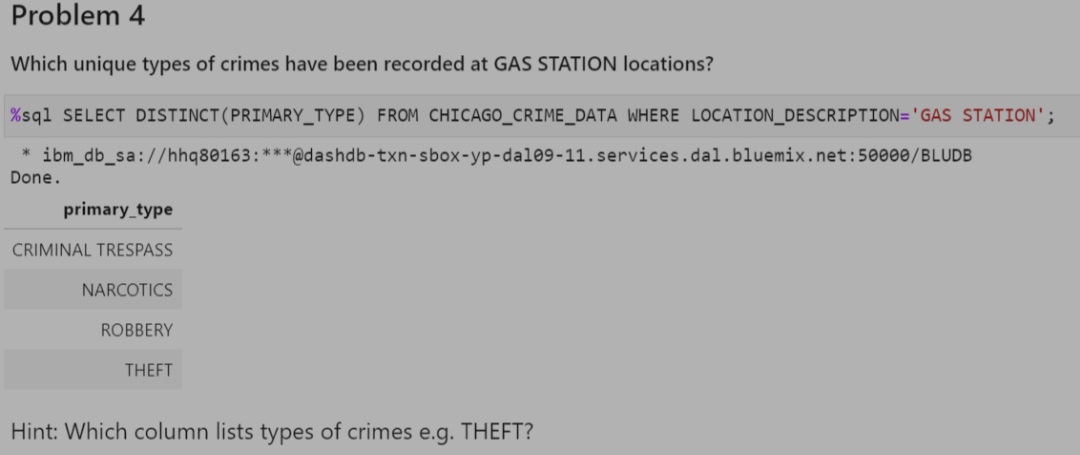 Problem 4
Which unique types of crimes have been recorded at GAS STATION locations?
%sql SELECT DISTINCT(PRIMARY_TYPE) FROM CHICAGO_CRIME_DATA WHERE LOCATION_DESCRIPTION='GAS STATION';
* ibm_db_sa://hhq80163:***@dashdb-txn-sbox-yp-dal09-11.services.dal.bluemix.net:50000/BLUDB
Done.
primary_type
CRIMINAL TRESPASS
NARCOTICS
ROBBERY
THEFT
Hint: Which column lists types of crimes e.g. THEFT?